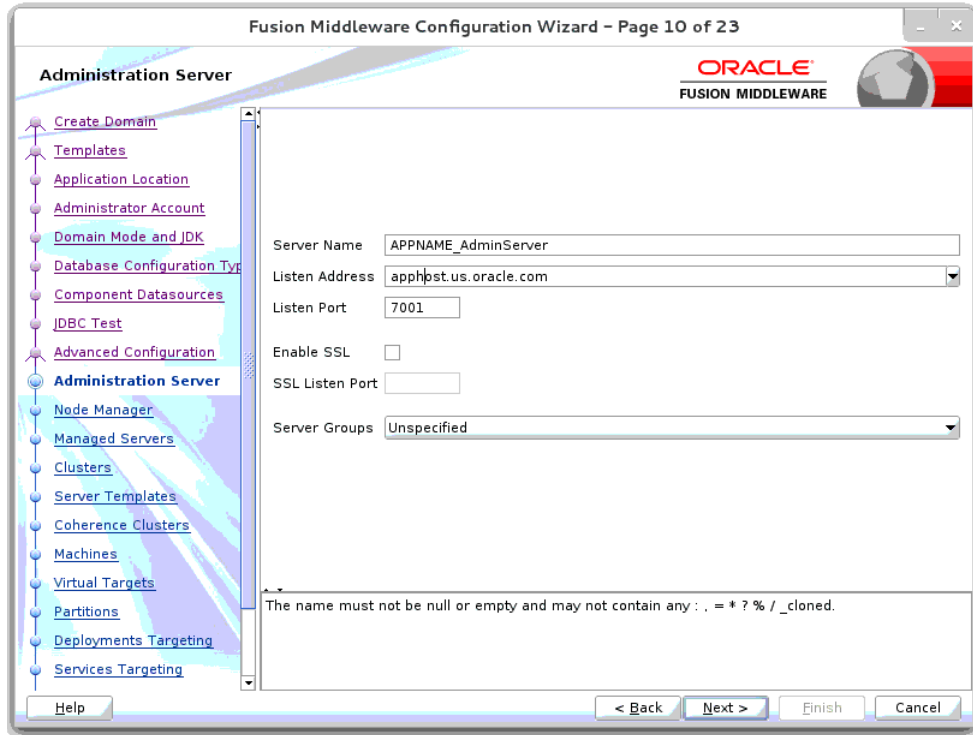 Fusion Middleware Configuration Wizard - Page 10 of 23
Administration Server
ORACLE
FUSION MIDDLEWARE
Create Domain
Templates
Application Location
Administrator Account
Domain Mode and JDK
Database Configuration Typ
Component Datasources
JDBC Test
Advanced Configuration
Administration Server
Node Manager
Managed Servers
Clusters
Server Templates
Coherence Clusters
Machines
Virtual Targets
Partitions
Deployments Targeting
Services Targeting
Server Name APPNAME_AdminServer
Listen Address apphost.us.oracle.com
Listen Port 7001
Enable SSL
SSL Listen Port
Server Groups Unspecified
The name must not be null or empty and may not contain any : , = * ? % / _cloned.
Help
< Back
Next >
Finish
Cancel